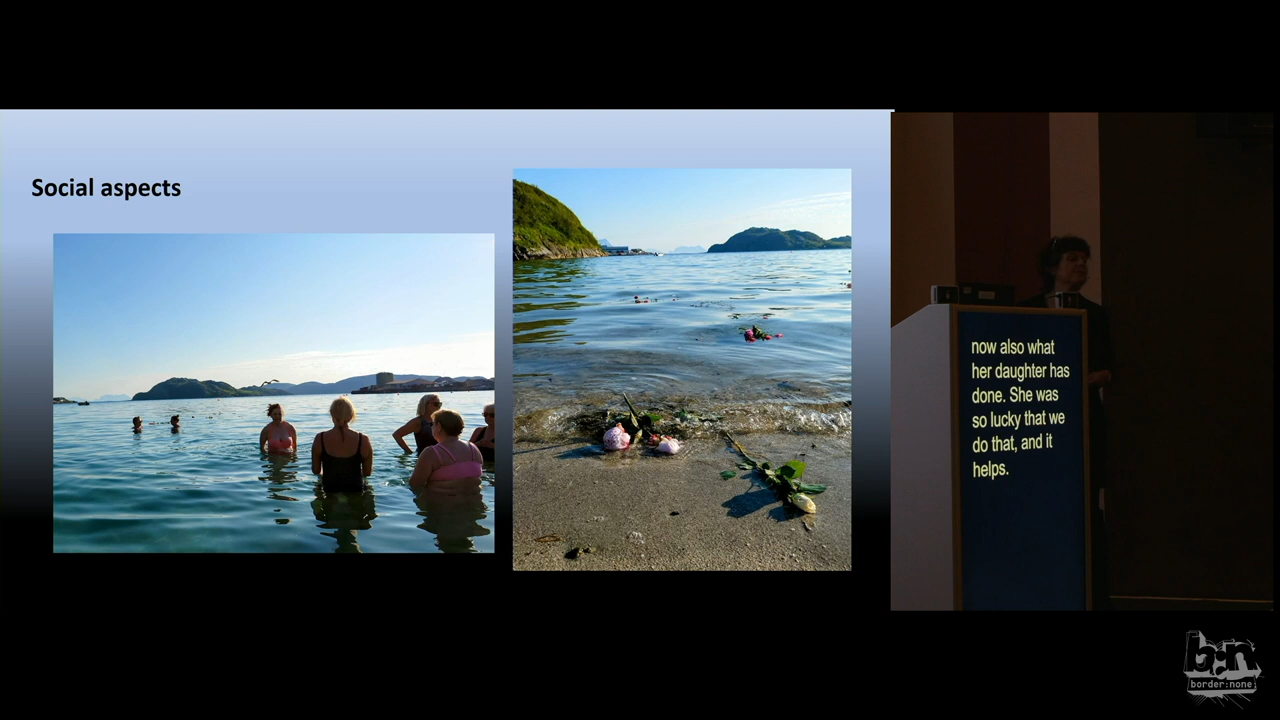 Social aspects
now also what
her daughter has
done. She was
so lucky that we
do that, and it
helps.
b:n
border:none